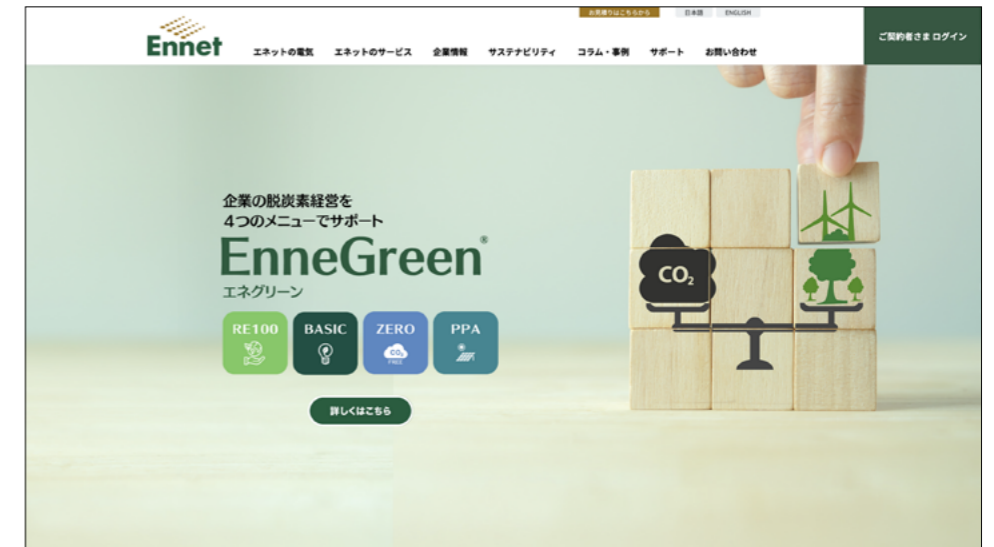 お見積りはこちらから 日本語 ENGLISH
Ennet
エネットの電気 エネットのサービス 企業情報 サステナビリティ コラム・事例 サポート お問い合わせ
ご契約者さま ログイン
企業の脱炭素経営を
4つのメニューでサポート
EnneGreen®
エネグリーン
RE100 BASIC ZERO PPA
CO₂
FREE
詳しくはこちら
CO₂